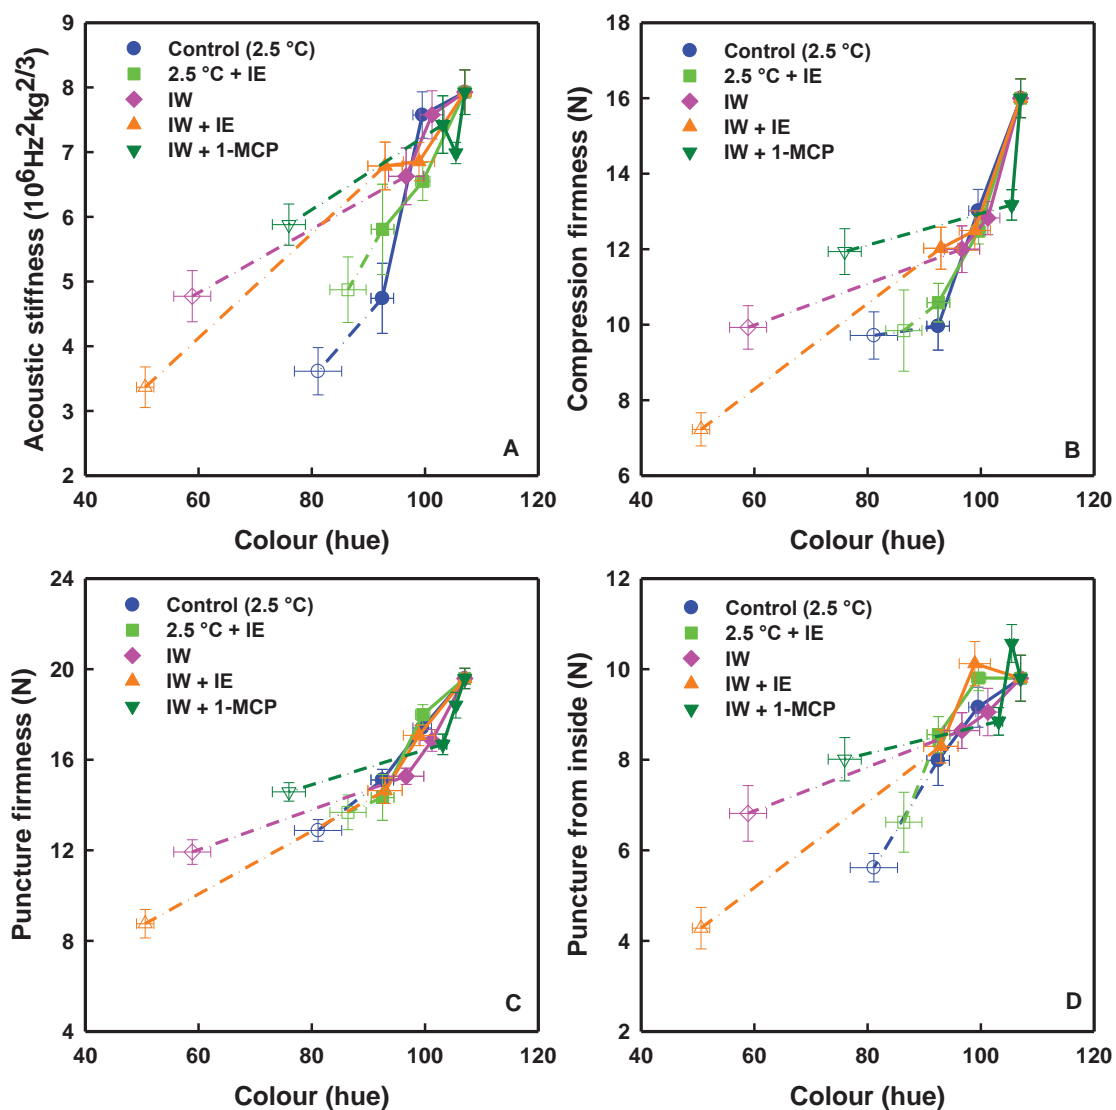 9
8
7
6
5
4
3
2
40
60
80
100
120
Acoustic stiffness (10⁶Hz²kg²/³)
Colour (hue)
Control (2.5 °C)
2.5 °C + IE
IW
IW + IE
IW + 1-MCP
A
18
16
14
12
10
8
6
40
60
80
100
120
Compression firmness (N)
Colour (hue)
Control (2.5 °C)
2.5 °C + IE
IW
IW + IE
IW + 1-MCP
B
24
20
16
12
8
4
40
60
80
100
120
Puncture firmness (N)
Colour (hue)
Control (2.5 °C)
2.5 °C + IE
IW
IW + IE
IW + 1-MCP
C
12
10
8
6
4
2
40
60
80
100
120
Puncture from inside (N)
Colour (hue)
Control (2.5 °C)
2.5 °C + IE
IW
IW + IE
IW + 1-MCP
D